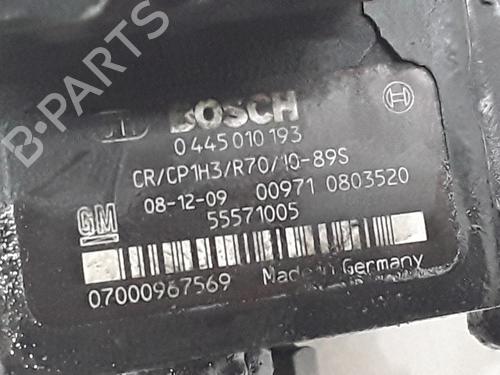 B-PARTS
BOSCH
0 445 010 193
CR/CP1H3/R70/10-89S
08-12-09 00971 0803520
GM 55571005
07000967569 Made in Germany